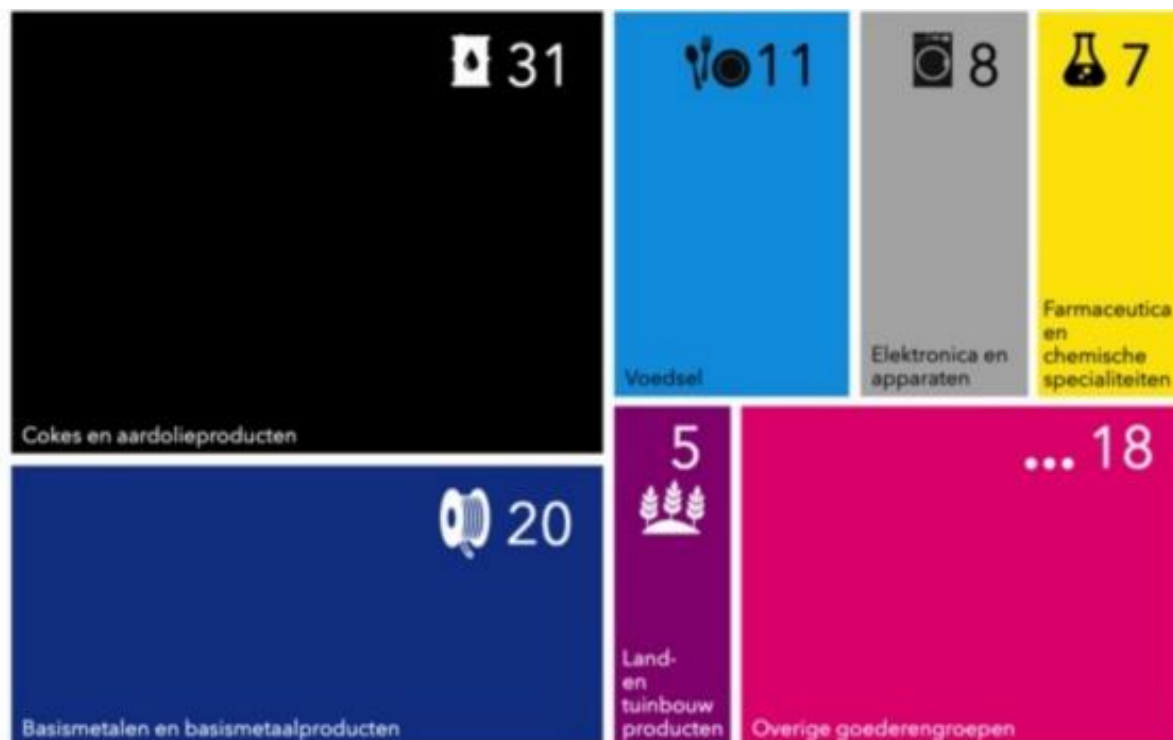 31
Cokes en aardolieproducten
11
Voedsel
8
Elektronica en
apparaten
7
Farmaceutica
en
chemische
specialiteiten
20
Basismetalen en basismetaalproducten
5
Land-
en
tuinbouw
producten
... 18
Overige goederengroepen